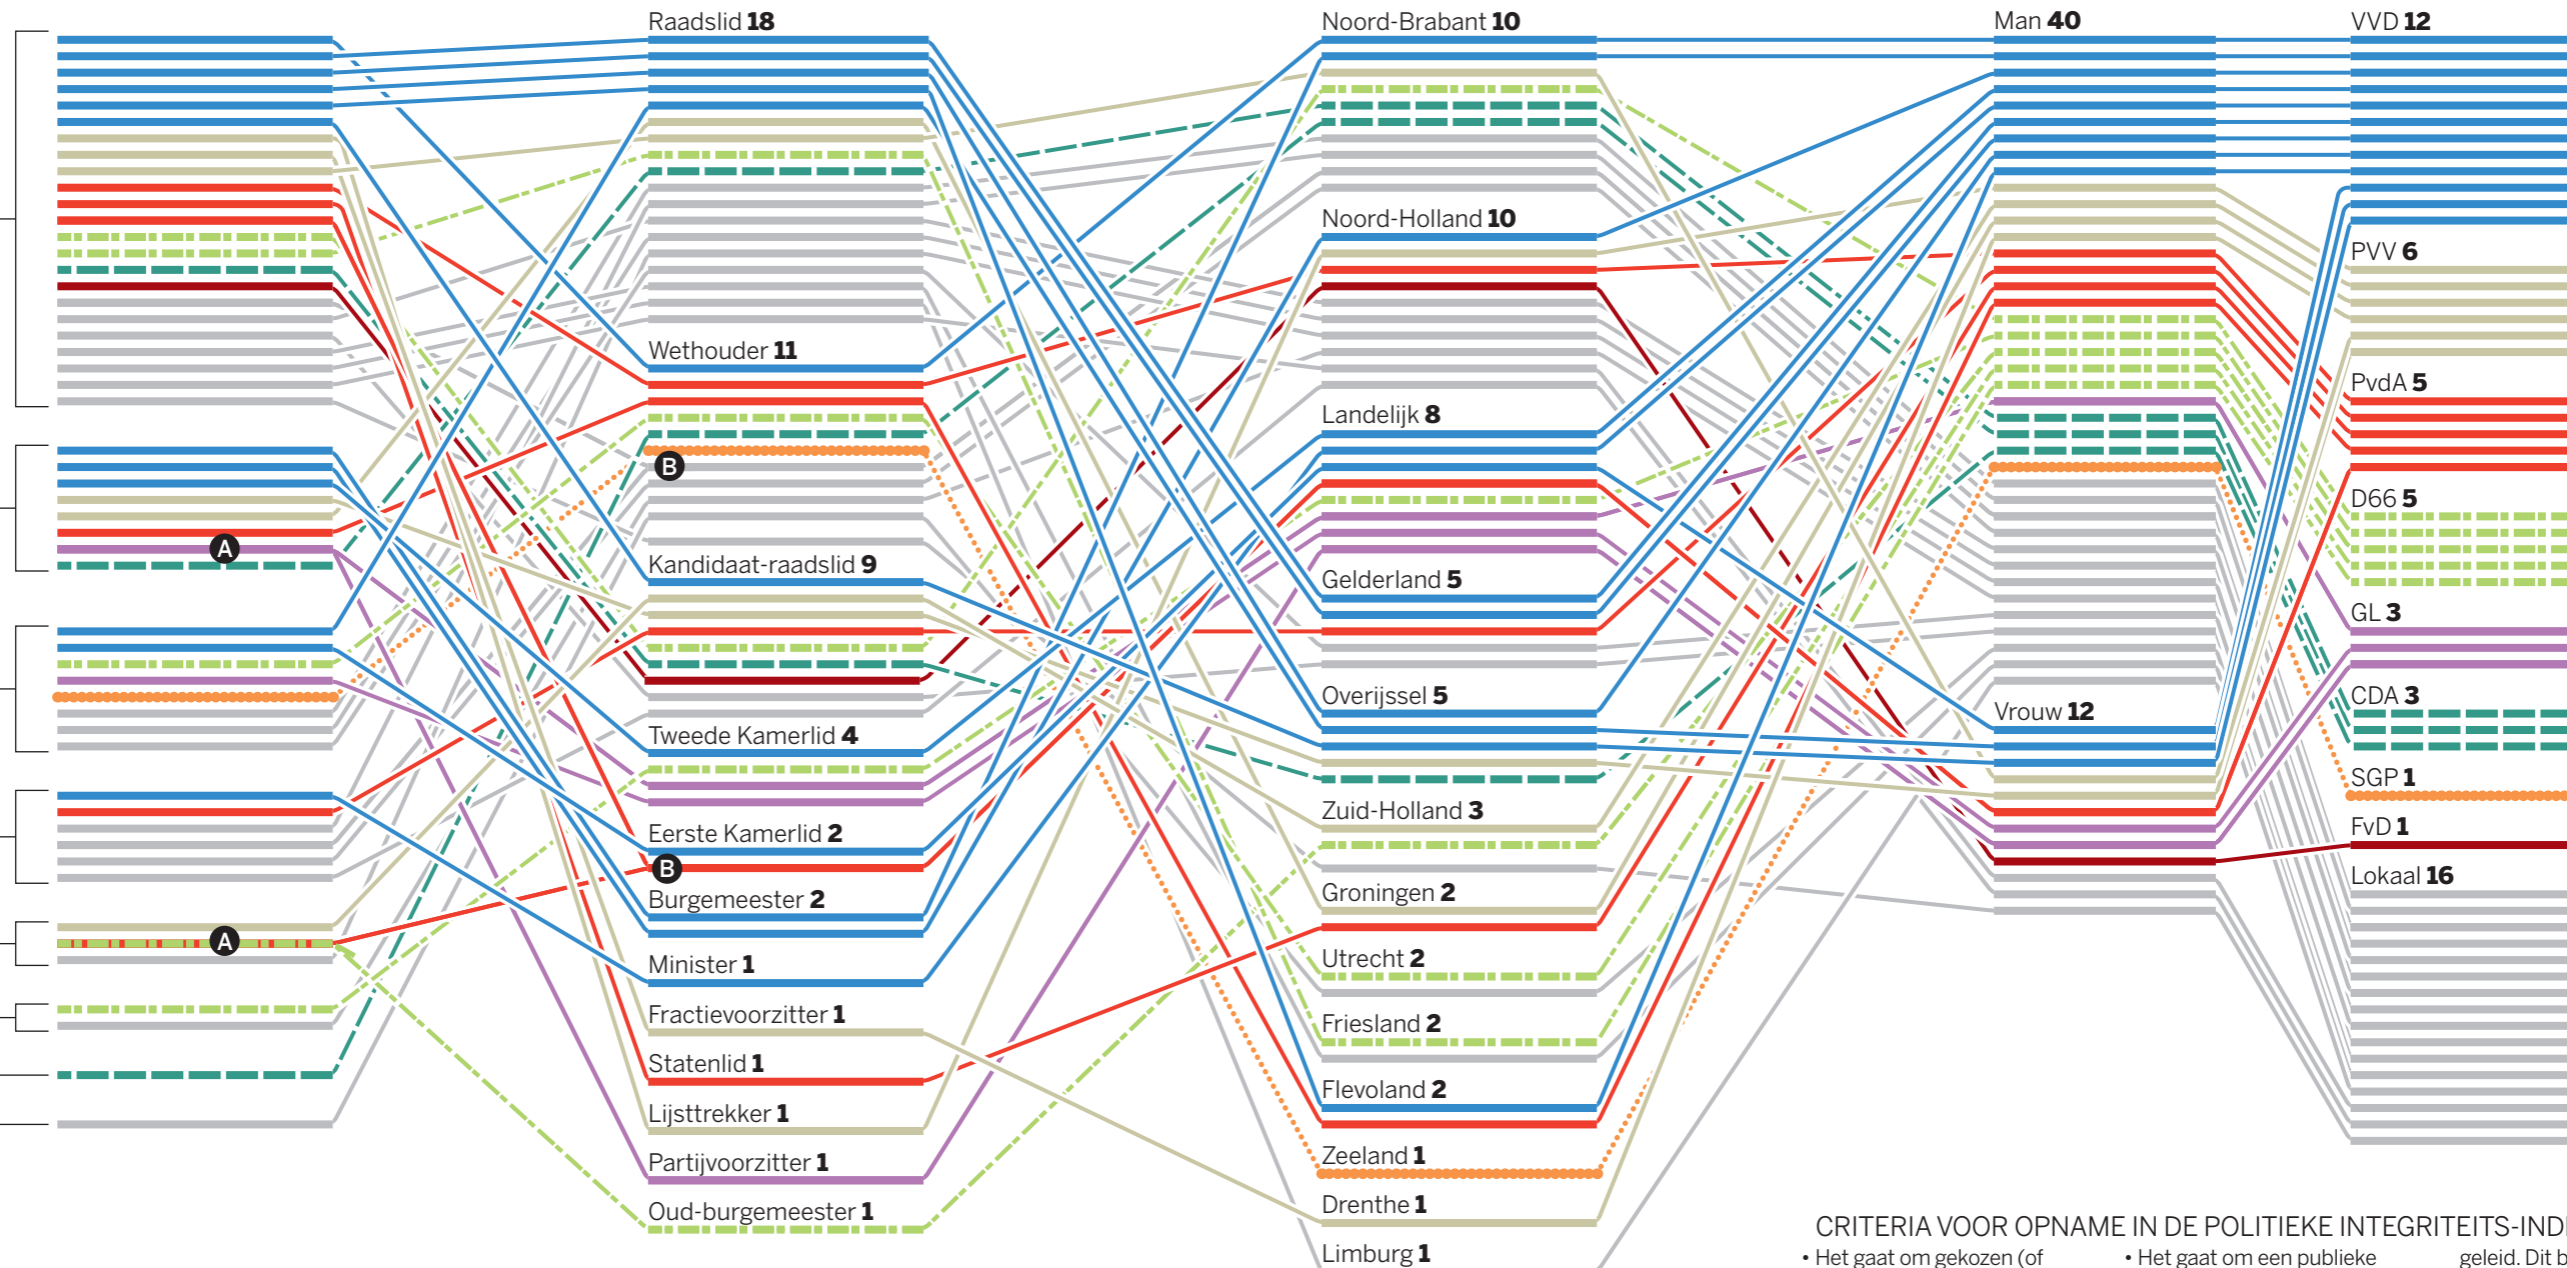 Raadslid 18
Wethouder 11
Kandidaat-raadslid 9
Tweede Kamerlid 4
Eerste Kamerlid 2
Burgemeester 2
Minister 1
Fractievoorzitter 1
Statenlid 1
Lijsttrekker 1
Partijvoorzitter 1
Oud-burgemeester 1
A
A
B
B
Noord-Brabant 10
Noord-Holland 10
Landelijk 8
Gelderland 5
Overijssel 5
Zuid-Holland 3
Groningen 2
Utrecht 2
Friesland 2
Flevoland 2
Zeeland 1
Drenthe 1
Limburg 1
Man 40
Vrouw 12
VVD 12
PVV 6
PvdA 5
D66 5
GL 3
CDA 3
SGP 1
FvD 1
Lokaal 16
CRITERIA VOOR OPNAME IN DE POLITIEKE INTEGRITEITS-INDE
• Het gaat om gekozen (of
• Het gaat om een publieke
geleid. Dit b